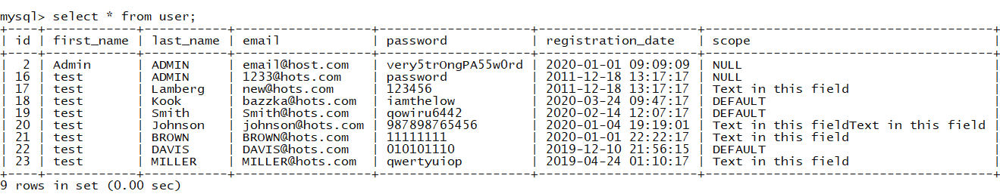 mysql> select * from user;
+----+------------+-----------+------------------+-------------------+---------------------+--------------------------------------+
| id | first_name | last_name | email            | password          | registration_date   | scope                                |
+----+------------+-----------+------------------+-------------------+---------------------+--------------------------------------+
|  2 | Admin      | ADMIN     | email@host.com   | very5trOngPA55w0rd | 2020-01-01 09:09:09 | NULL                                 |
| 16 | test       | ADMIN     | 1233@hots.com    | password          | 2011-12-18 13:17:17 | NULL                                 |
| 17 | test       | Lamberg   | new@hots.com     | 123456            | 2011-12-18 13:17:17 | Text in this field                   |
| 18 | test       | Kook      | bazzka@hots.com  | iamthelow         | 2020-03-24 09:47:17 | DEFAULT                              |
| 19 | test       | Smith     | Smith@hots.com   | qowiru6442        | 2020-02-14 12:07:17 | DEFAULT                              |
| 20 | test       | Johnson   | johnson@hots.com | 987898765456      | 2020-01-04 19:19:01 | Text in this fieldText in this field |
| 21 | test       | BROWN     | BROWN@hots.com   | 11111111          | 2020-01-01 22:22:17 | Text in this field                   |
| 22 | test       | DAVIS     | DAVIS@hots.com   | 010101110         | 2019-12-10 21:56:15 | DEFAULT                              |
| 23 | test       | MILLER    | MILLER@hots.com  | qwertyuiop        | 2019-04-24 01:10:17 | Text in this field                   |
+----+------------+-----------+------------------+-------------------+---------------------+--------------------------------------+
9 rows in set (0.00 sec)